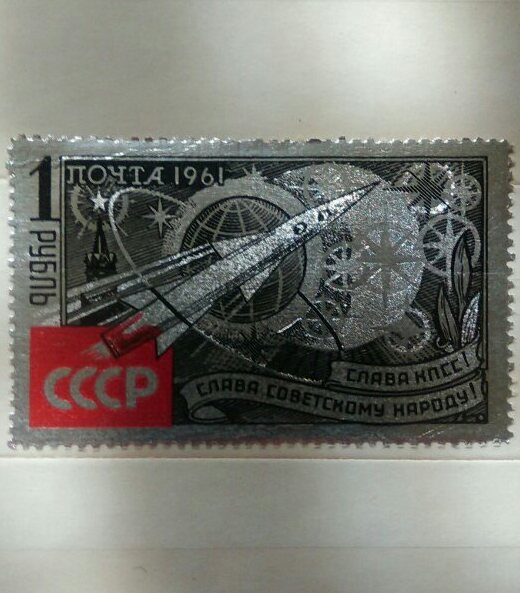 1
ПОЧТА 1961
РУБЛЬ
СССР
СЛАВА КПСС!
СЛАВА СОВЕТСКОМУ НАРОДУ!